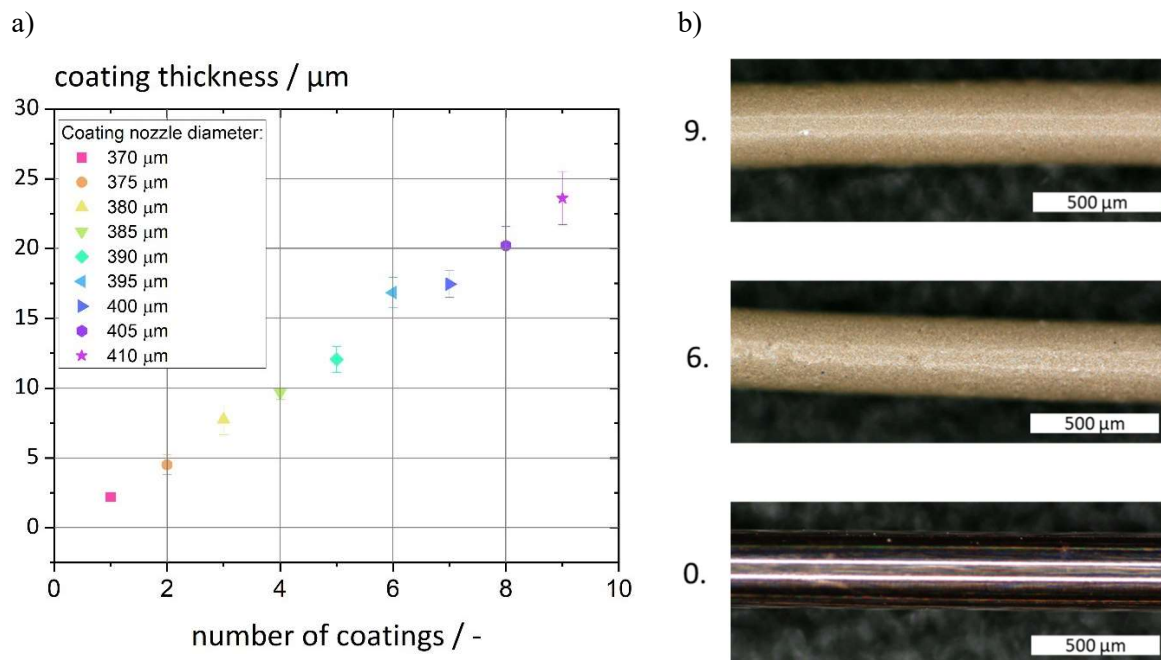 a)
coating thickness / µm
30
25
20
15
10
5
0
Coating nozzle diameter:
370 µm
375 µm
380 µm
385 µm
390 µm
395 µm
400 µm
405 µm
410 µm
0 2 4 6 8 10
number of coatings / -
b)
9.
500 µm
6.
500 µm
0.
500 µm